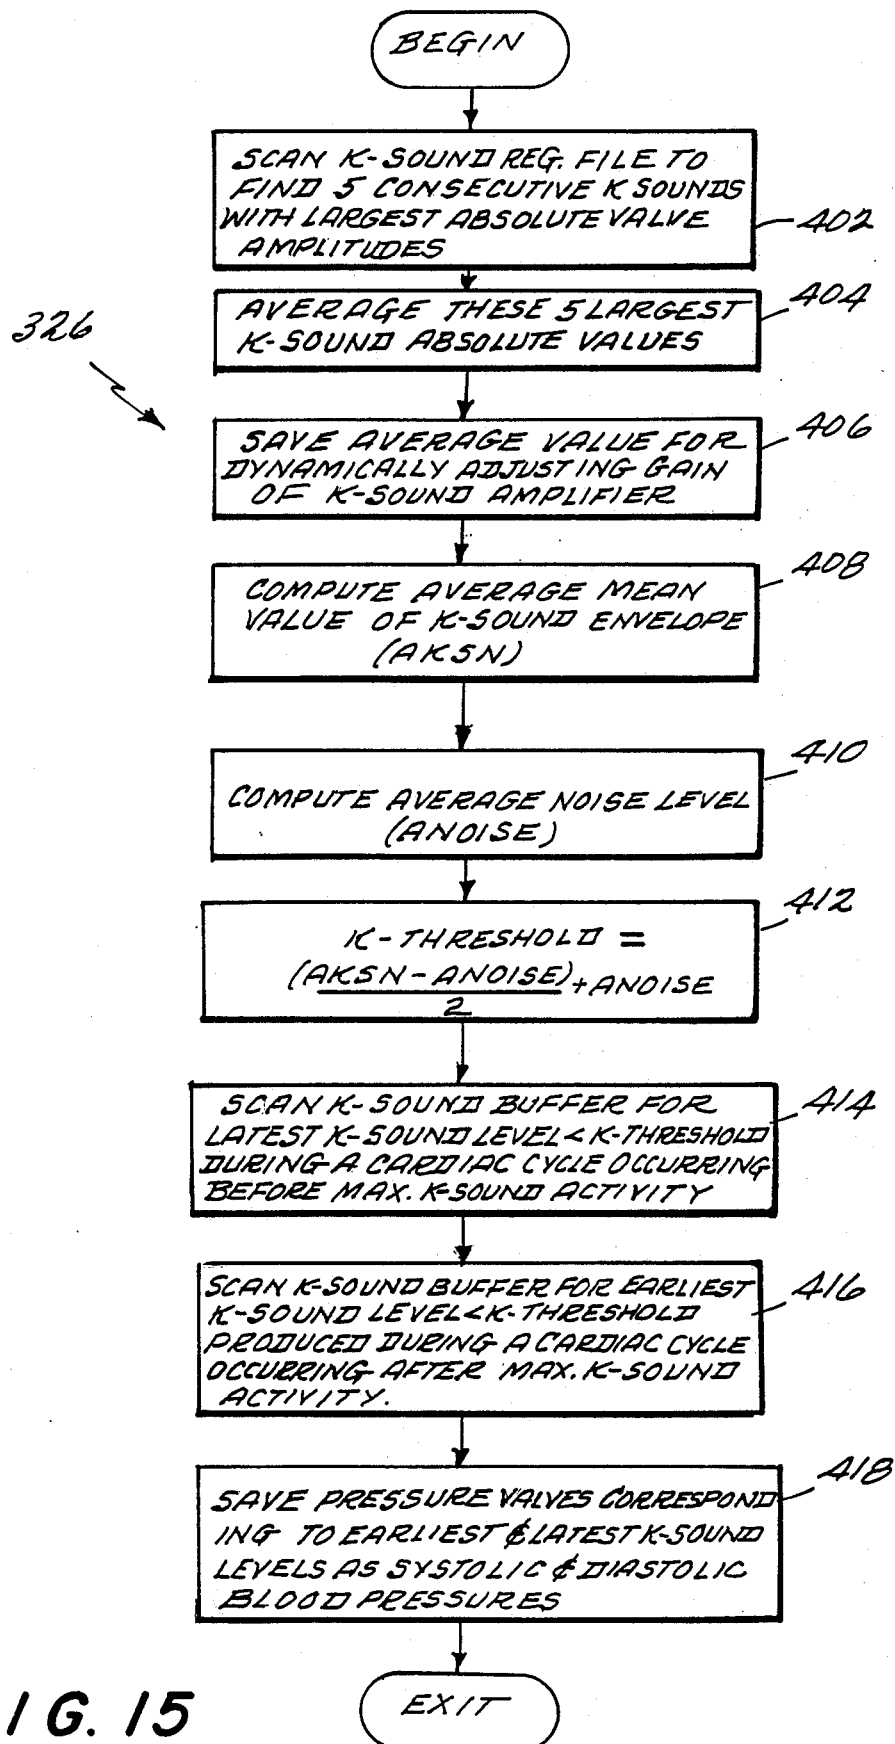 BEGIN
SCAN K-SOUND REG. FILE TO
FIND 5 CONSECUTIVE K SOUNDS
WITH LARGEST ABSOLUTE VALVE
AMPLITUDES
402
AVERAGE THESE 5 LARGEST
K-SOUND ABSOLUTE VALUES
404
326
SAVE AVERAGE VALUE FOR
DYNAMICALLY ADJUSTING GAIN
OF K-SOUND AMPLIFIER
406
COMPUTE AVERAGE MEAN
VALUE OF K-SOUND ENVELOPE
(AKSN)
408
COMPUTE AVERAGE NOISE LEVEL
(ANOISE)
410
K-THRESHOLD =
(AKSN-ANOISE) + ANOISE
2
412
SCAN K-SOUND BUFFER FOR
LATEST K-SOUND LEVEL < K-THRESHOLD
DURING A CARDIAC CYCLE OCCURRING
BEFORE MAX. K-SOUND ACTIVITY
414
SCAN K-SOUND BUFFER FOR EARLIEST
K-SOUND LEVEL < K-THRESHOLD
PRODUCED DURING A CARDIAC CYCLE
OCCURRING AFTER MAX. K-SOUND
ACTIVITY.
416
SAVE PRESSURE VALVES CORRESPOND
ING TO EARLIEST & LATEST K-SOUND
LEVELS AS SYSTOLIC & DIASTOLIC
BLOOD PRESSURES
418
EXIT
IG. 15